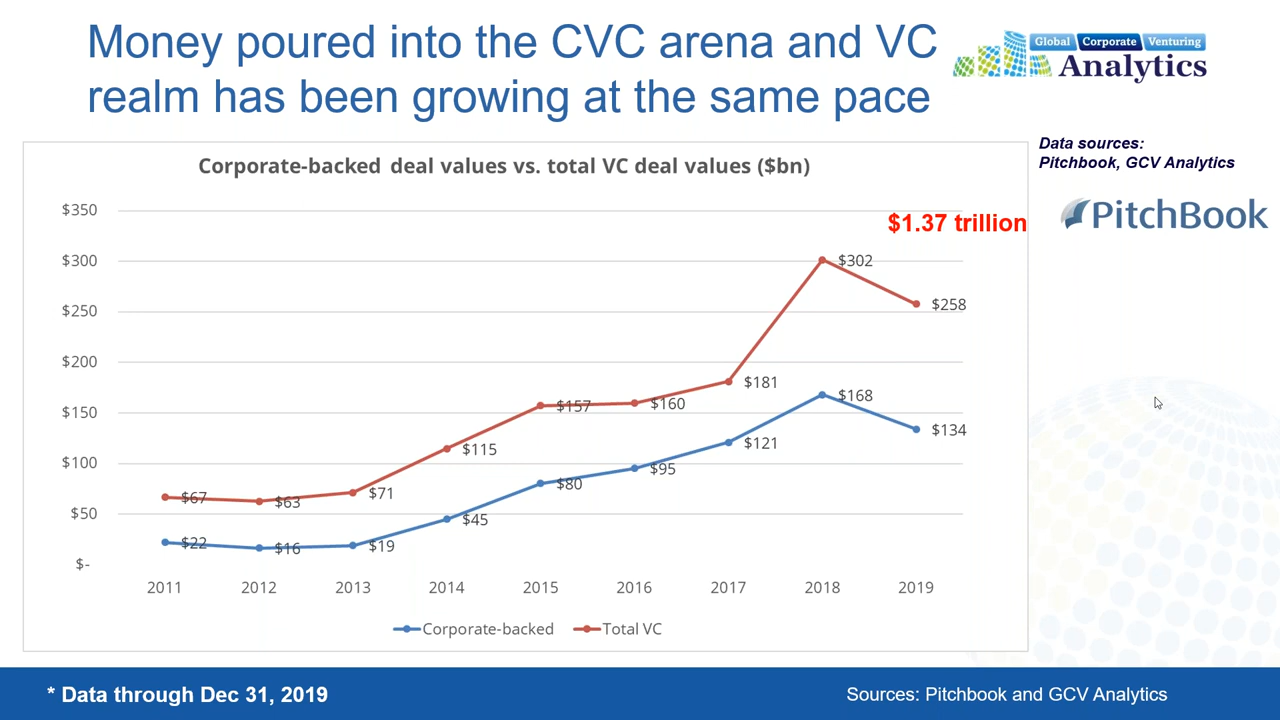 Money poured into the CVC arena and VC
realm has been growing at the same pace
Global Corporate Venturing
Analytics
Data sources:
Pitchbook, GCV Analytics
PitchBook
Corporate-backed deal values vs. total VC deal values ($bn)
$1.37 trillion
$350
$300
$250
$200
$150
$100
$50
$-
$67
$63
$71
$115
$157
$160
$181
$302
$258
$22
$16
$19
$45
$80
$95
$121
$168
$134
2011 2012 2013 2014 2015 2016 2017 2018 2019
Corporate-backed Total VC
* Data through Dec 31, 2019
Sources: Pitchbook and GCV Analytics